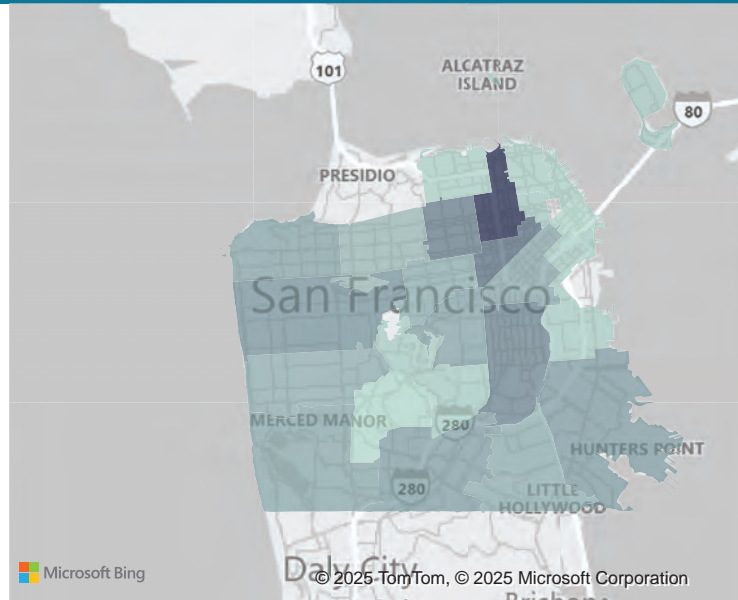 101
ALCATRAZ
ISLAND
80
PRESIDIO
San Francisco
MERCED MANOR
280
HUNTERS POINT
280
LITTLE
HOLLYWOOD
Microsoft Bing
Daly City
© 2025 TomTom, © 2025 Microsoft Corporation